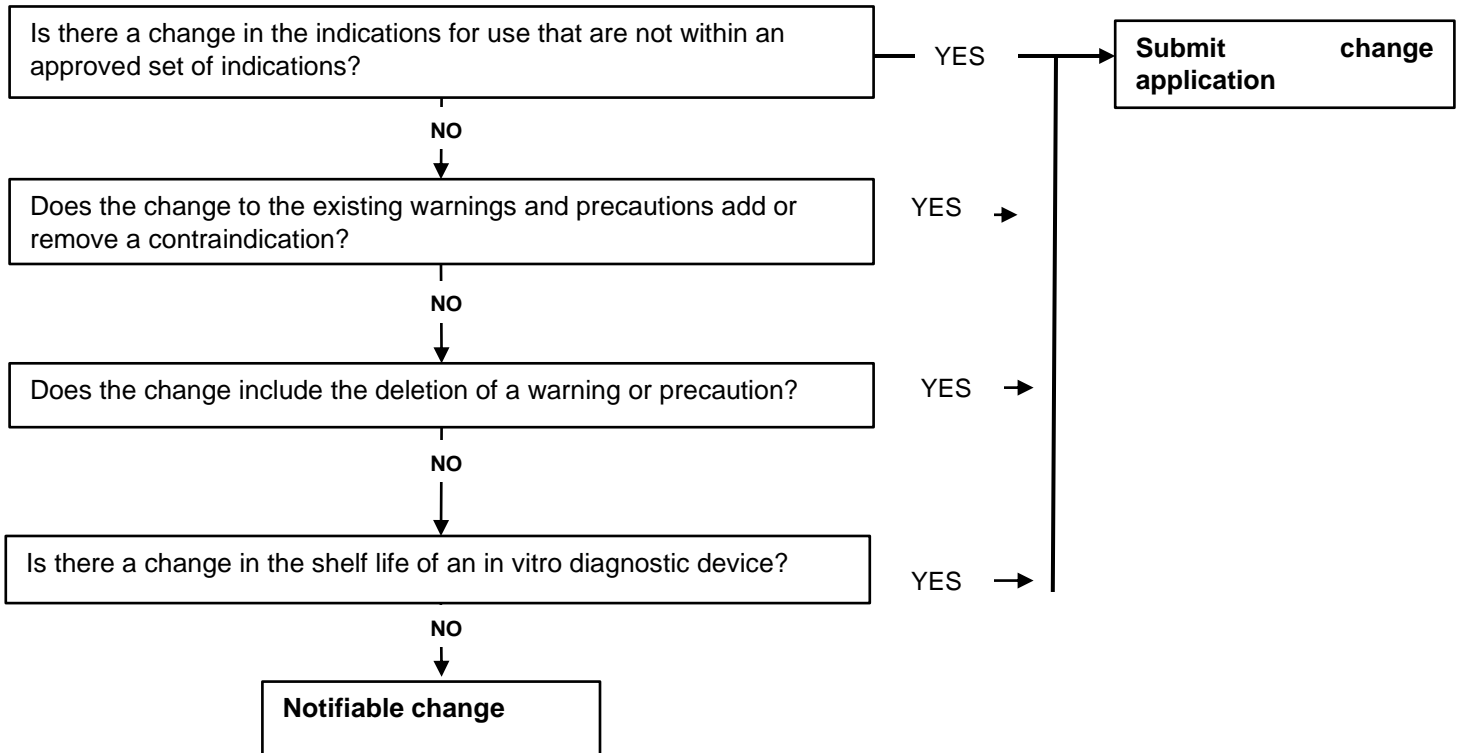 Is there a change in the indications for use that are not within an
approved set of indications?
YES
Submit change
application
NO
Does the change to the existing warnings and precautions add or
remove a contraindication?
YES
NO
Does the change include the deletion of a warning or precaution?
YES
NO
Is there a change in the shelf life of an in vitro diagnostic device?
YES
NO
Notifiable change